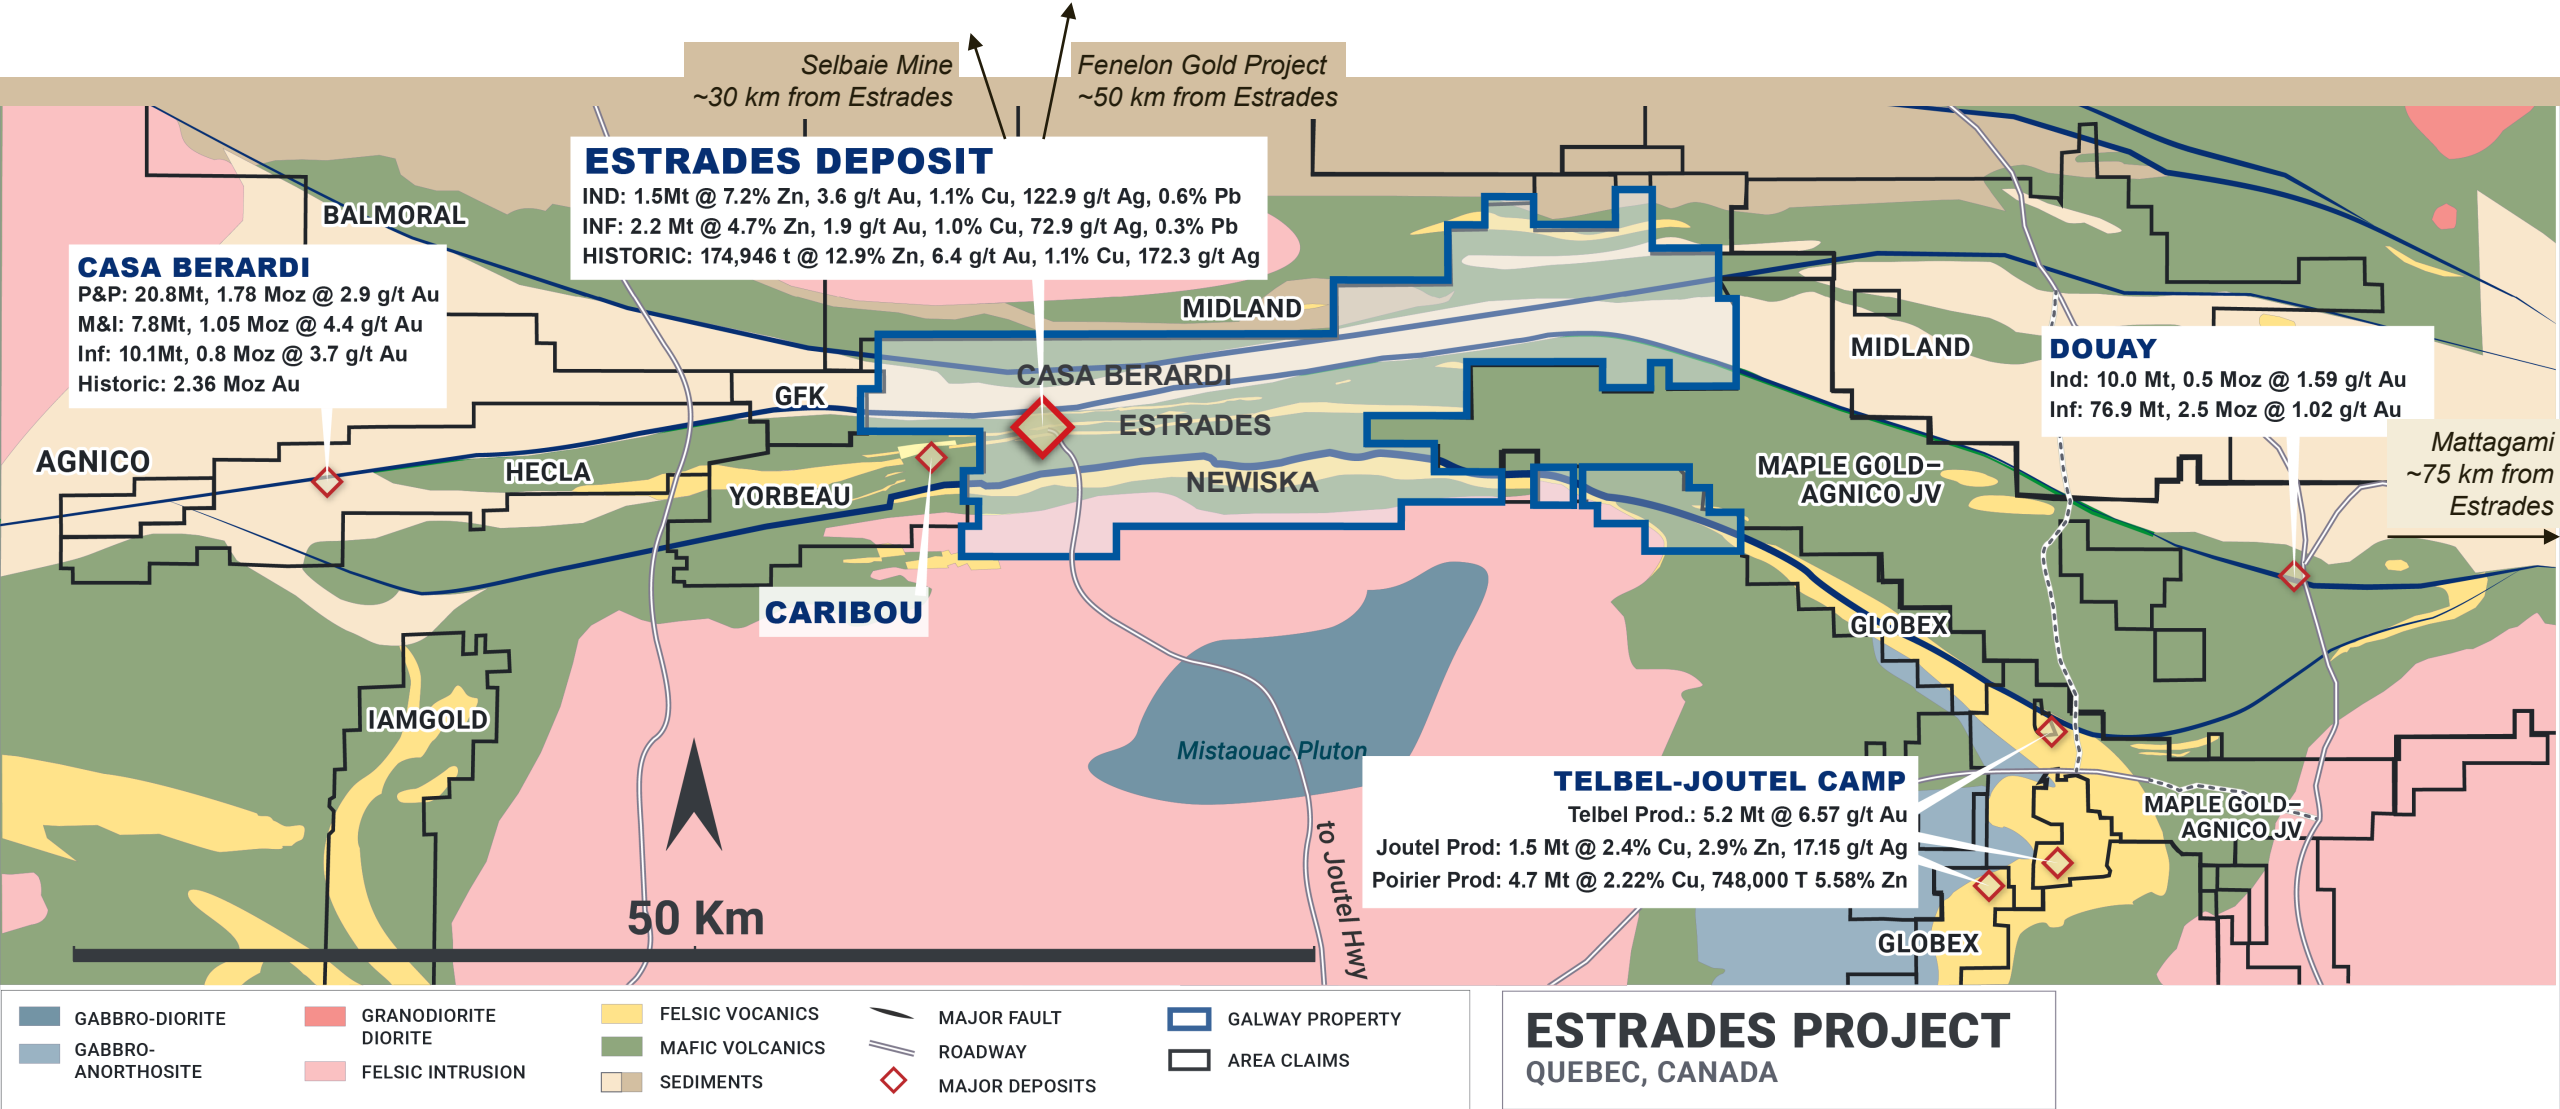 Selbaie Mine
~30 km from Estrades
Fenelon Gold Project
~50 km from Estrades
ESTRADES DEPOSIT
IND: 1.5Mt @ 7.2% Zn, 3.6 g/t Au, 1.1% Cu, 122.9 g/t Ag, 0.6% Pb
INF: 2.2 Mt @ 4.7% Zn, 1.9 g/t Au, 1.0% Cu, 72.9 g/t Ag, 0.3% Pb
HISTORIC: 174,946 t @ 12.9% Zn, 6.4 g/t Au, 1.1% Cu, 172.3 g/t Ag
BALMORAL
CASA BERARDI
P&P: 20.8Mt, 1.78 Moz @ 2.9 g/t Au
M&I: 7.8Mt, 1.05 Moz @ 4.4 g/t Au
Inf: 10.1Mt, 0.8 Moz @ 3.7 g/t Au
Historic: 2.36 Moz Au
MIDLAND
MIDLAND
DOUAY
Ind: 10.0 Mt, 0.5 Moz @ 1.59 g/t Au
Inf: 76.9 Mt, 2.5 Moz @ 1.02 g/t Au
CASA BERARDI
GFK
ESTRADES
AGNICO
HECLA
YORBEAU
NEWISKA
MAPLE GOLD–
AGNICO JV
Mattagami
~75 km from
Estrades
CARIBOU
GLOBEX
IAMGOLD
Mistaouac Pluton
TELBEL-JOUTEL CAMP
Telbel Prod.: 5.2 Mt @ 6.57 g/t Au
Joutel Prod: 1.5 Mt @ 2.4% Cu, 2.9% Zn, 17.15 g/t Ag
Poirier Prod: 4.7 Mt @ 2.22% Cu, 748,000 T 5.58% Zn
MAPLE GOLD–
AGNICO JV
to Joutel Hwy
50 Km
GLOBEX
GABBRO-DIORITE
GABBRO-
ANORTHOSITE
GRANODIORITE
DIORITE
FELSIC INTRUSION
FELSIC VOCANICS
MAFIC VOLCANICS
SEDIMENTS
MAJOR FAULT
ROADWAY
MAJOR DEPOSITS
GALWAY PROPERTY
AREA CLAIMS
ESTRADES PROJECT
QUEBEC, CANADA